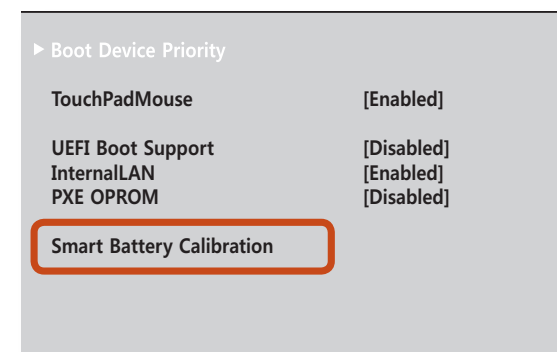 ▶ Boot Device Priority
TouchPadMouse [Enabled]
UEFI Boot Support [Disabled]
InternalLAN [Enabled]
PXE OPROM [Disabled]
Smart Battery Calibration